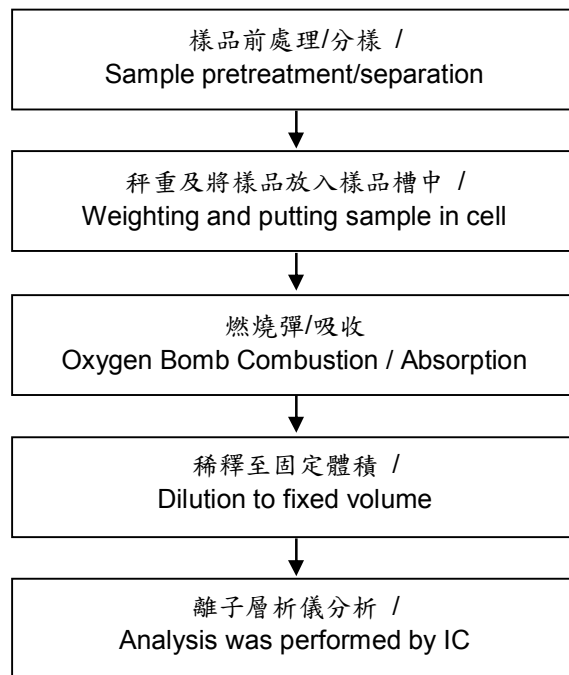 樣品前處理/分樣 /
Sample pretreatment/separation
秤重及將樣品放入樣品槽中 /
Weighting and putting sample in cell
燃燒彈/吸收
Oxygen Bomb Combustion / Absorption
稀釋至固定體積 /
Dilution to fixed volume
離子層析儀分析 /
Analysis was performed by IC